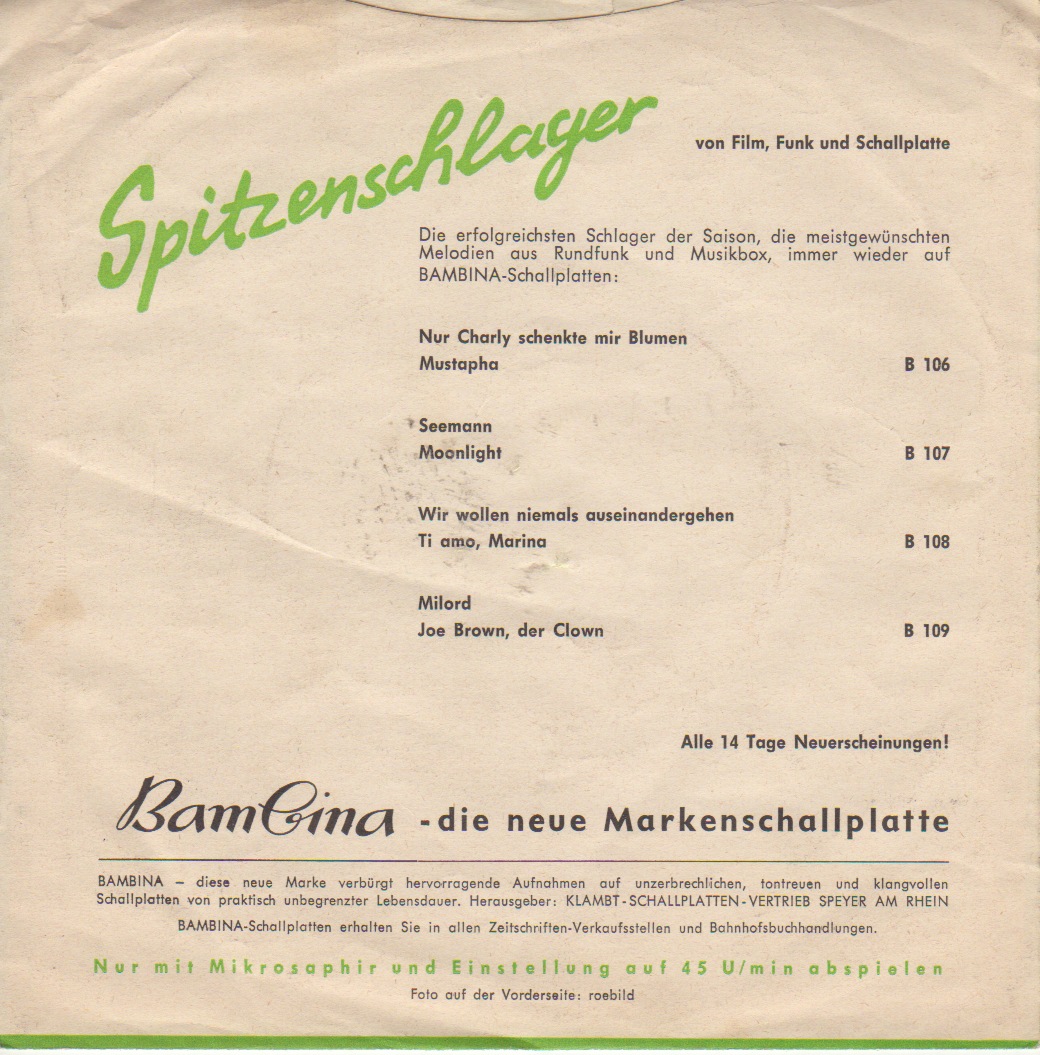 Spitzenschlager
von Film, Funk und Schallplatte
Die erfolgreichsten Schlager der Saison, die meistgewünschten
Melodien aus Rundfunk und Musikbox, immer wieder auf
BAMBINA-Schallplatten:
Nur Charly schenkte mir Blumen
Mustapha B 106
Seemann
Moonlight B 107
Wir wollen niemals auseinandergehen
Ti amo, Marina B 108
Milord
Joe Brown, der Clown B 109
Alle 14 Tage Neuerscheinungen!
Bambina - die neue Markenschallplatte
BAMBINA – diese neue Marke verbürgt hervorragende Aufnahmen auf unzerbrechlichen, tontreuen und klangvollen
Schallplatten von praktisch unbegrenzter Lebensdauer. Herausgeber: KLAMBT-SCHALLPLATTEN-VERTRIEB SPEYER AM RHEIN
BAMBINA-Schallplatten erhalten Sie in allen Zeitschriften-Verkaufsstellen und Bahnhofsbuchhandlungen.
Nur mit Mikrosaphir und Einstellung auf 45 U/min abspielen
Foto auf der Vorderseite: roebild